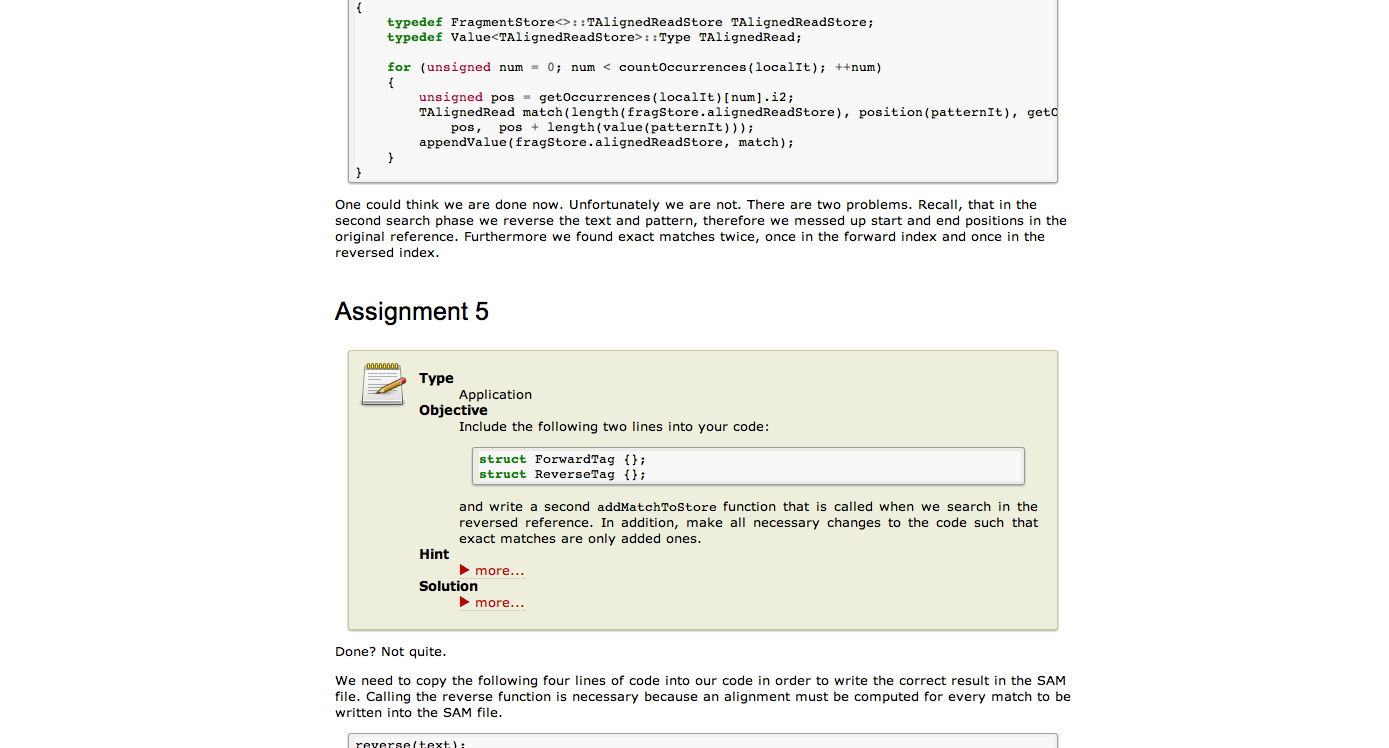 {
typedef FragmentStore<>::TAlignedReadStore TAlignedReadStore;
typedef Value<TAlignedReadStore>::Type TAlignedRead;
for (unsigned num = 0; num < countOccurrences(localIt); ++num)
{
unsigned pos = getOccurrences(localIt)[num].i2;
TAlignedRead match(length(fragStore.alignedReadStore), position(patternIt), getO
pos,  pos + length(value(patternIt)));
appendValue(fragStore.alignedReadStore, match);
}
}
One could think we are done now. Unfortunately we are not. There are two problems. Recall, that in the
second search phase we reverse the text and pattern, therefore we messed up start and end positions in the
original reference. Furthermore we found exact matches twice, once in the forward index and once in the
reversed index.
Assignment 5
Type
Application
Objective
Include the following two lines into your code:
struct ForwardTag {};
struct ReverseTag {};
and write a second addMatchToStore function that is called when we search in the
reversed reference. In addition, make all necessary changes to the code such that
exact matches are only added ones.
Hint
more...
Solution
more...
Done? Not quite.
We need to copy the following four lines of code into our code in order to write the correct result in the SAM
file. Calling the reverse function is necessary because an alignment must be computed for every match to be
written into the SAM file.
reverse(text);